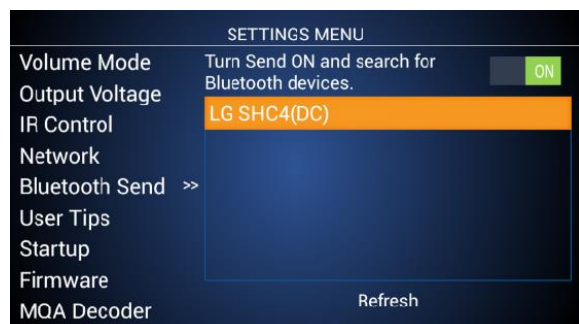 SETTINGS MENU
Volume Mode
Output Voltage
IR Control
Network
Bluetooth Send >>
User Tips
Startup
Firmware
MQA Decoder
Turn Send ON and search for
Bluetooth devices.
ON
LG SHC4(DC)
Refresh